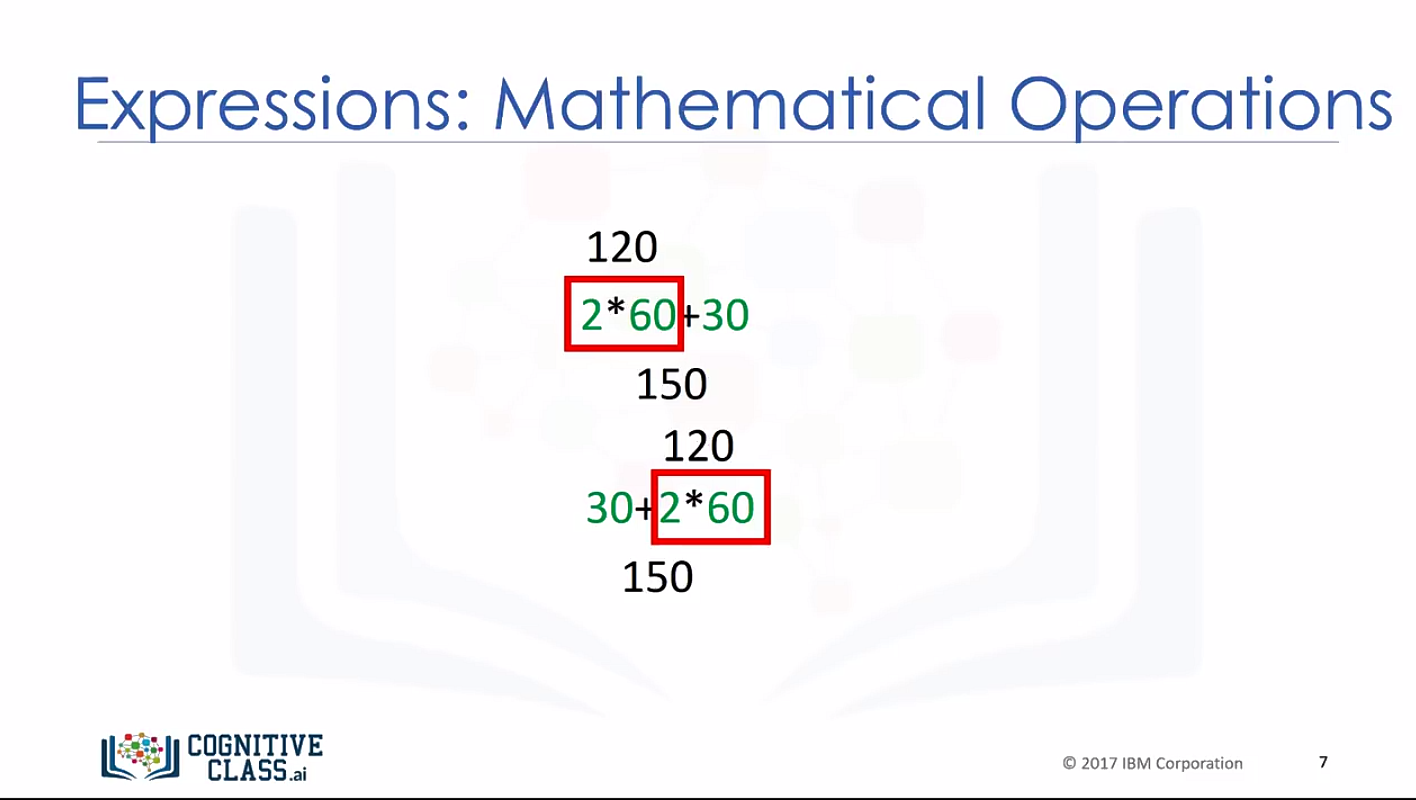 Expressions: Mathematical Operations
120
2*60+30
150
120
30+2*60
150
COGNITIVE
CLASS.ai
© 2017 IBM Corporation
7